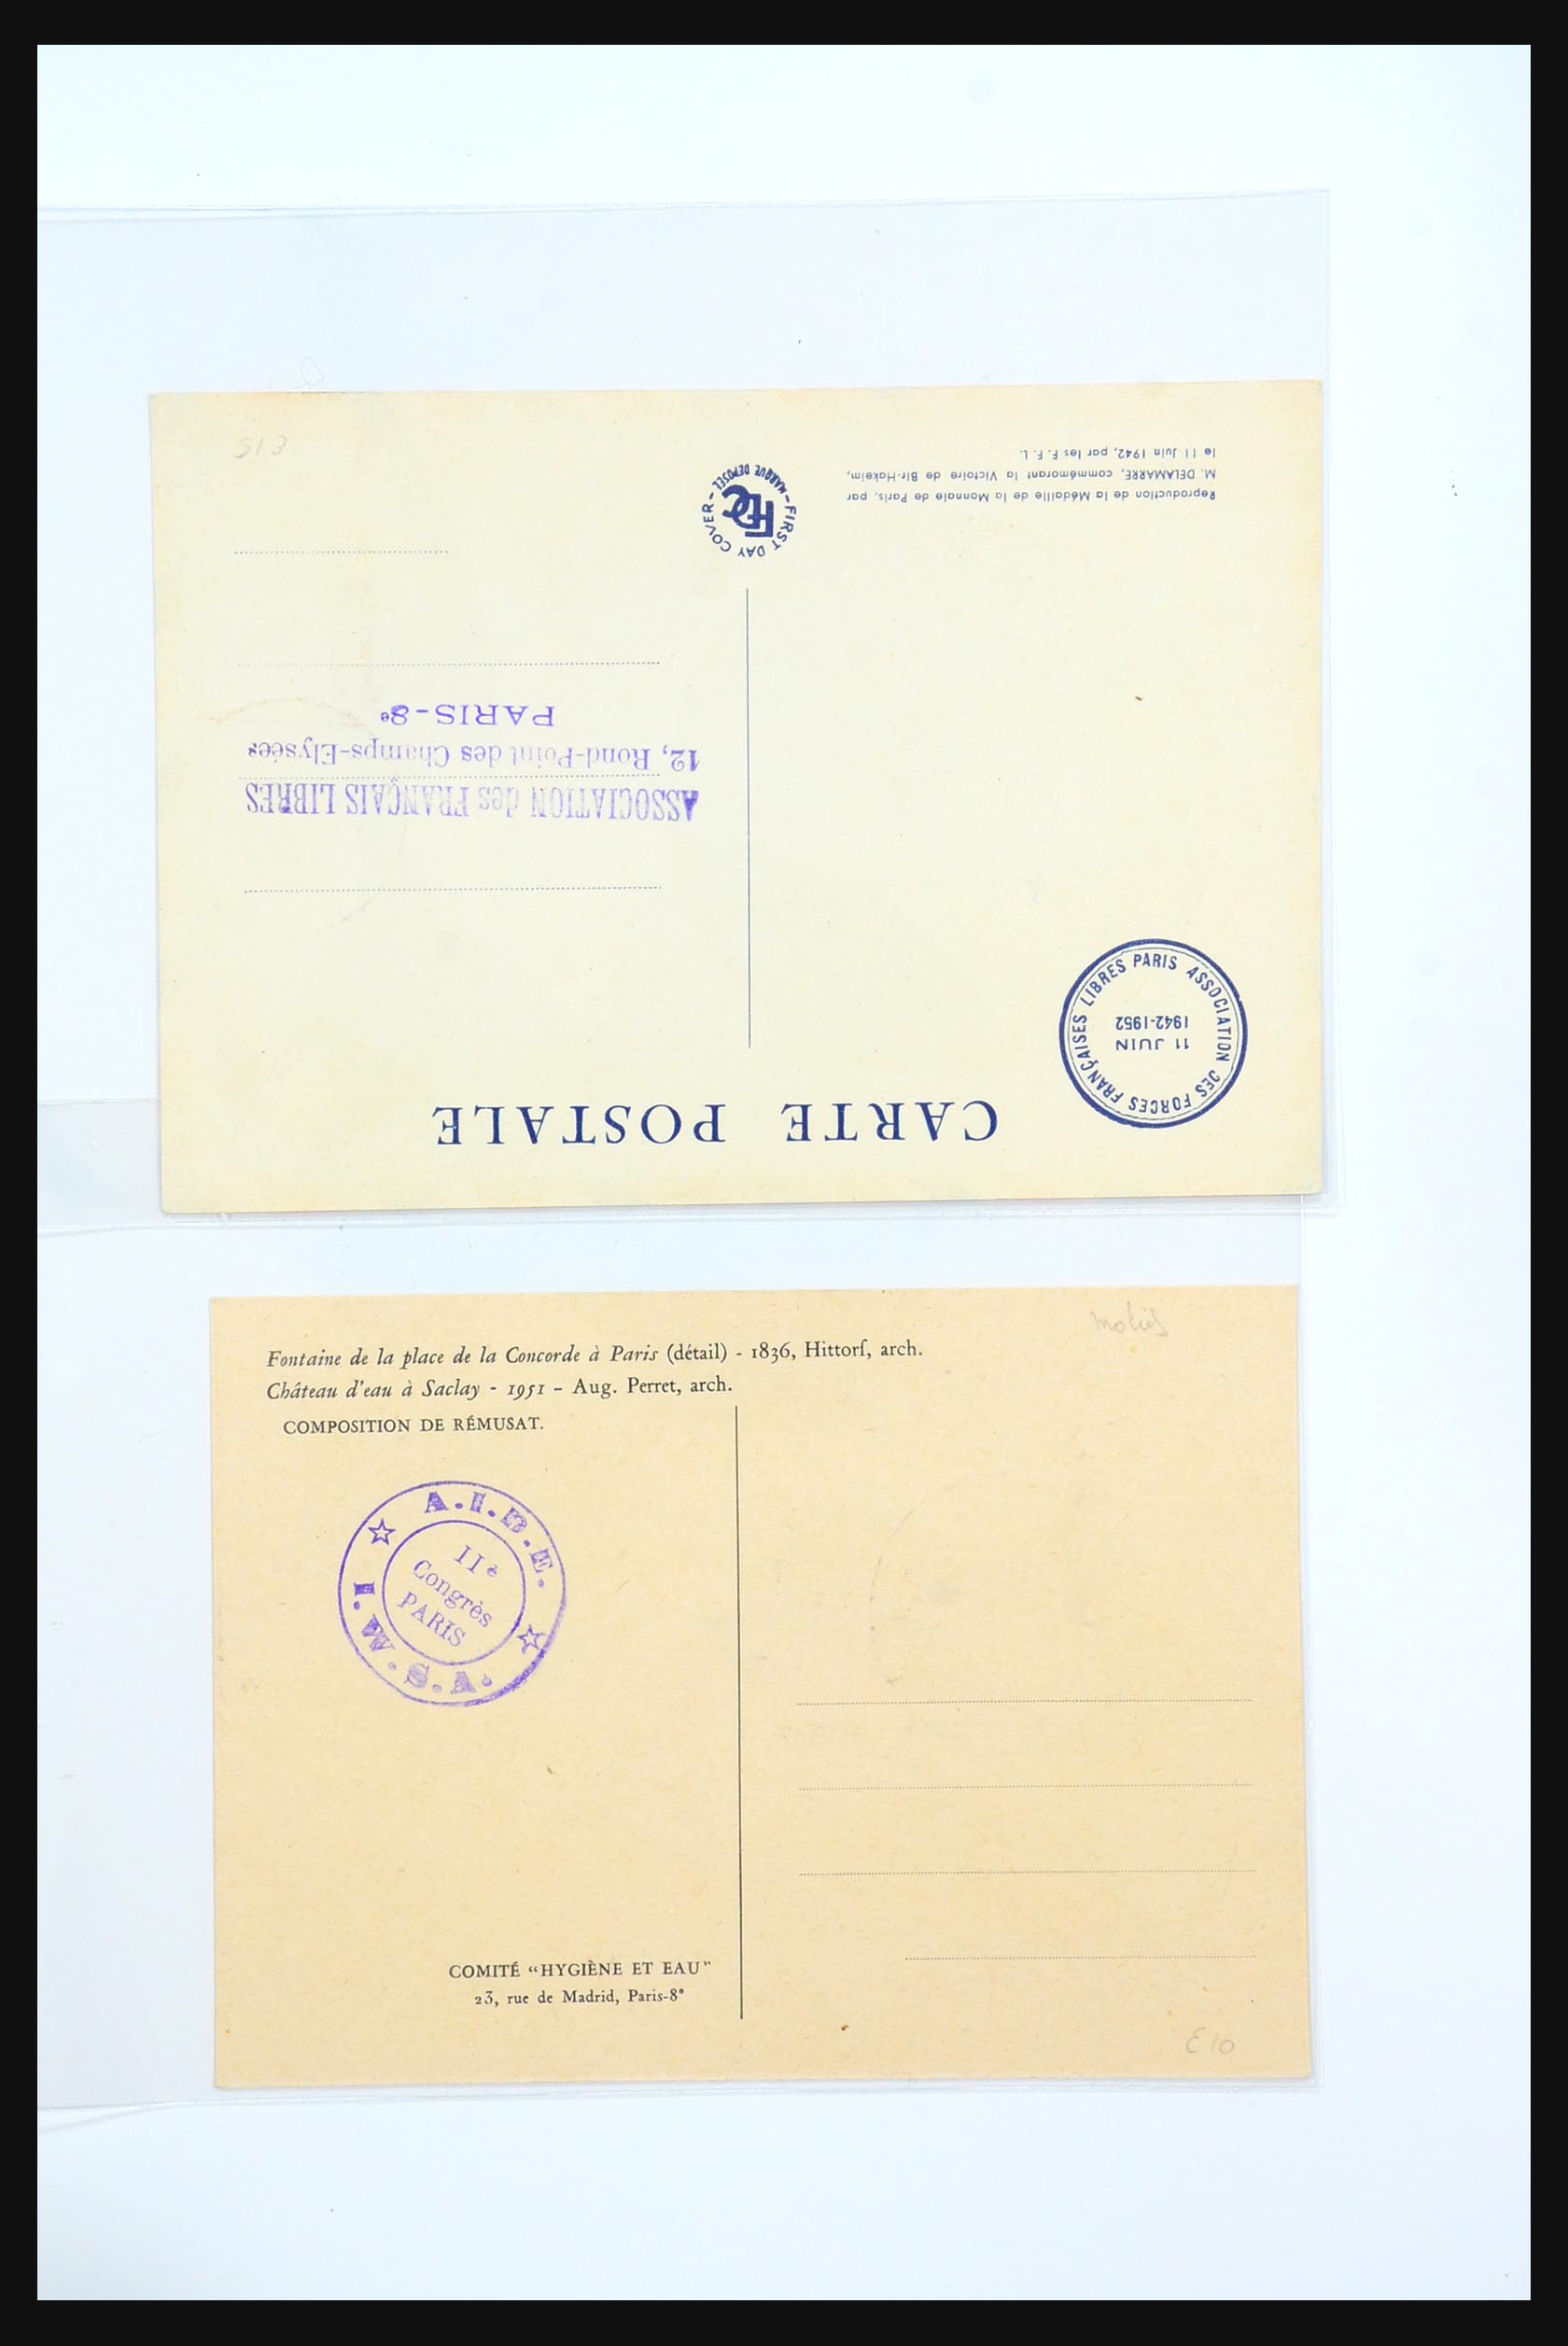 CARTE POSTALE
ASSOCIATION DES FORCES FRANÇAISES LIBRES PARIS
11 JUIN
1942-1952
ASSOCIATION des FRANÇAIS LIBRES
12, Rond-Point des Champs-Elysées
PARIS-8e
Reproduction de la Médaille de la Monnaie de Paris, par
M. DELAMARRE, commémorant la Victoire de Bir-Hakeim,
le 11 Juin 1942, par les F. F. L.
FIRST DAY COVER - MARQUE DÉPOSÉE -
FDC
Fontaine de la place de la Concorde à Paris (détail) - 1836, Hittorf, arch.
Château d'eau à Saclay - 1951 - Aug. Perret, arch.
COMPOSITION DE RÉMUSAT.
A.I.D.E.
IIè
Congrès
PARIS
I.W.S.A.
COMITÉ “HYGIÈNE ET EAU”
23, rue de Madrid, Paris-8e
E10